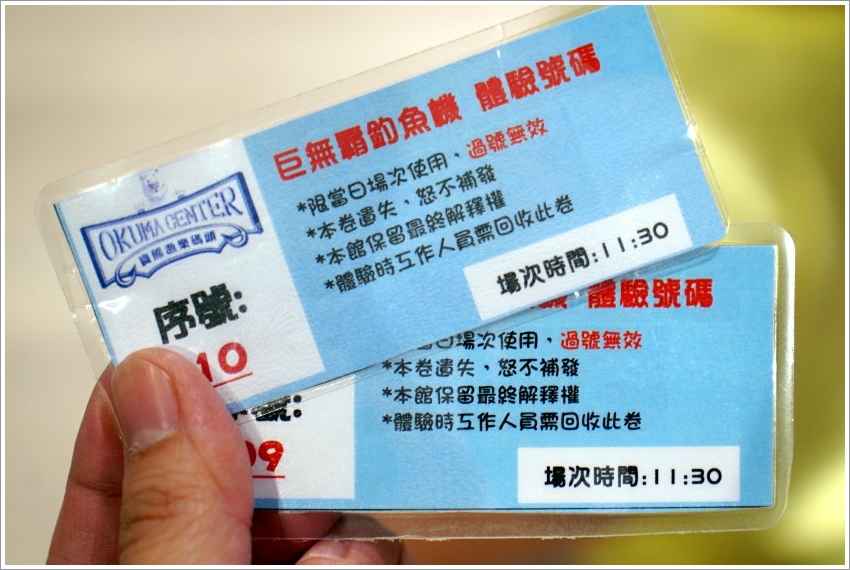 巨無霸釣魚機 體驗號碼
*限當日場次使用，過號無效
*本卷遺失，恕不補發
*本館保留最終解釋權
*體驗時工作人員需回收此卷
場次時間:11:30
OKUMA CENTER
寶熊漁樂碼頭
序號:
10
機 體驗號碼
當日場次使用，過號無效
*本卷遺失，恕不補發
*本館保留最終解釋權
*體驗時工作人員需回收此卷
場次時間:11:30
號:
09